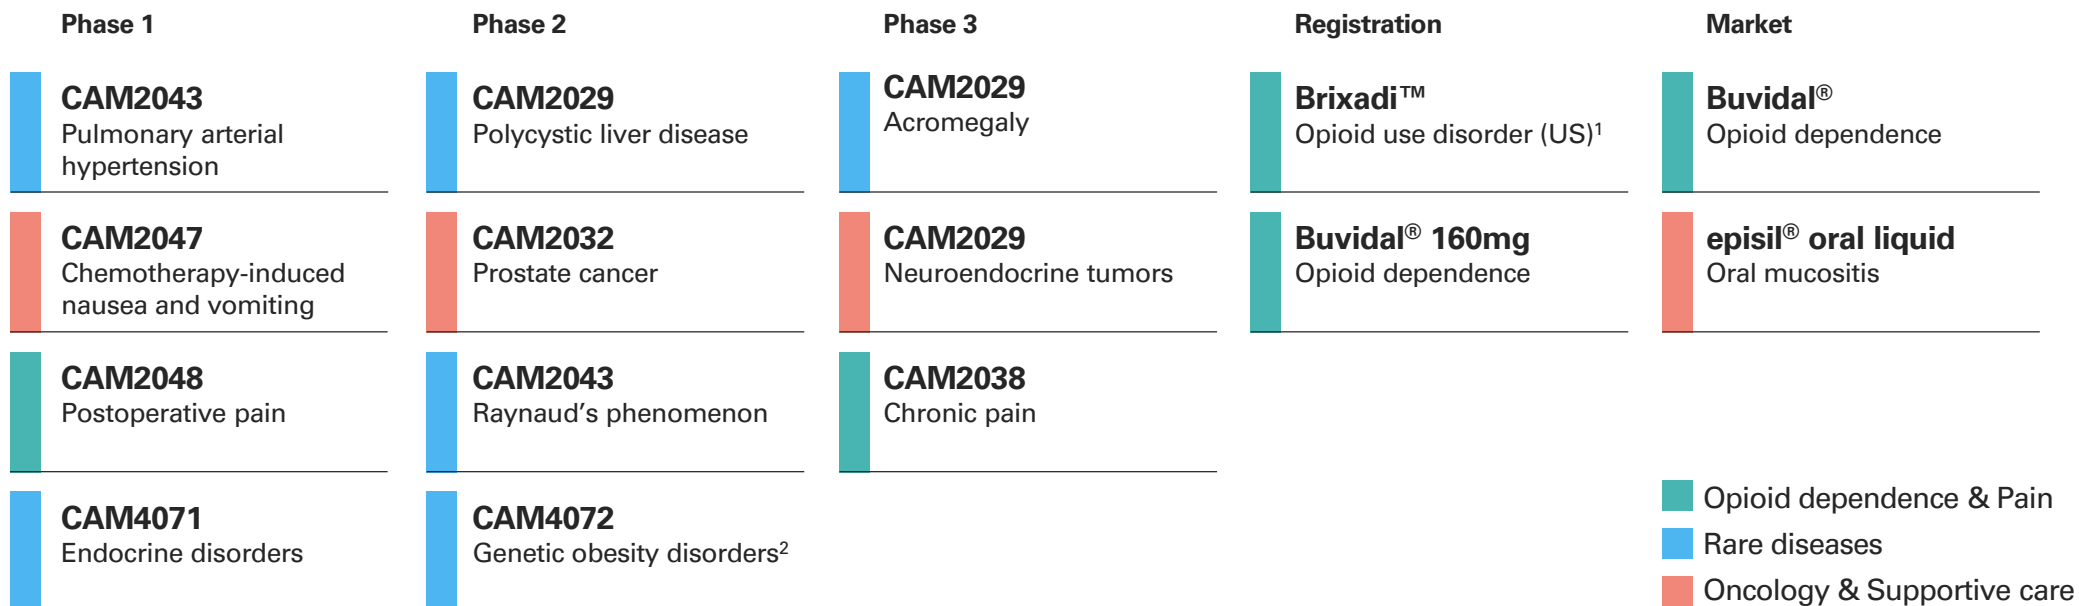 Phase 1
Phase 2
Phase 3
Registration
Market
CAM2043
Pulmonary arterial
hypertension
CAM2029
Polycystic liver disease
CAM2029
Acromegaly
Brixadi™
Opioid use disorder (US)¹
Buvidal®
Opioid dependence
CAM2047
Chemotherapy-induced
nausea and vomiting
CAM2032
Prostate cancer
CAM2029
Neuroendocrine tumors
Buvidal® 160mg
Opioid dependence
episil® oral liquid
Oral mucositis
CAM2048
Postoperative pain
CAM2043
Raynaud’s phenomenon
CAM2038
Chronic pain
CAM4071
Endocrine disorders
CAM4072
Genetic obesity disorders²
Opioid dependence & Pain
Rare diseases
Oncology & Supportive care